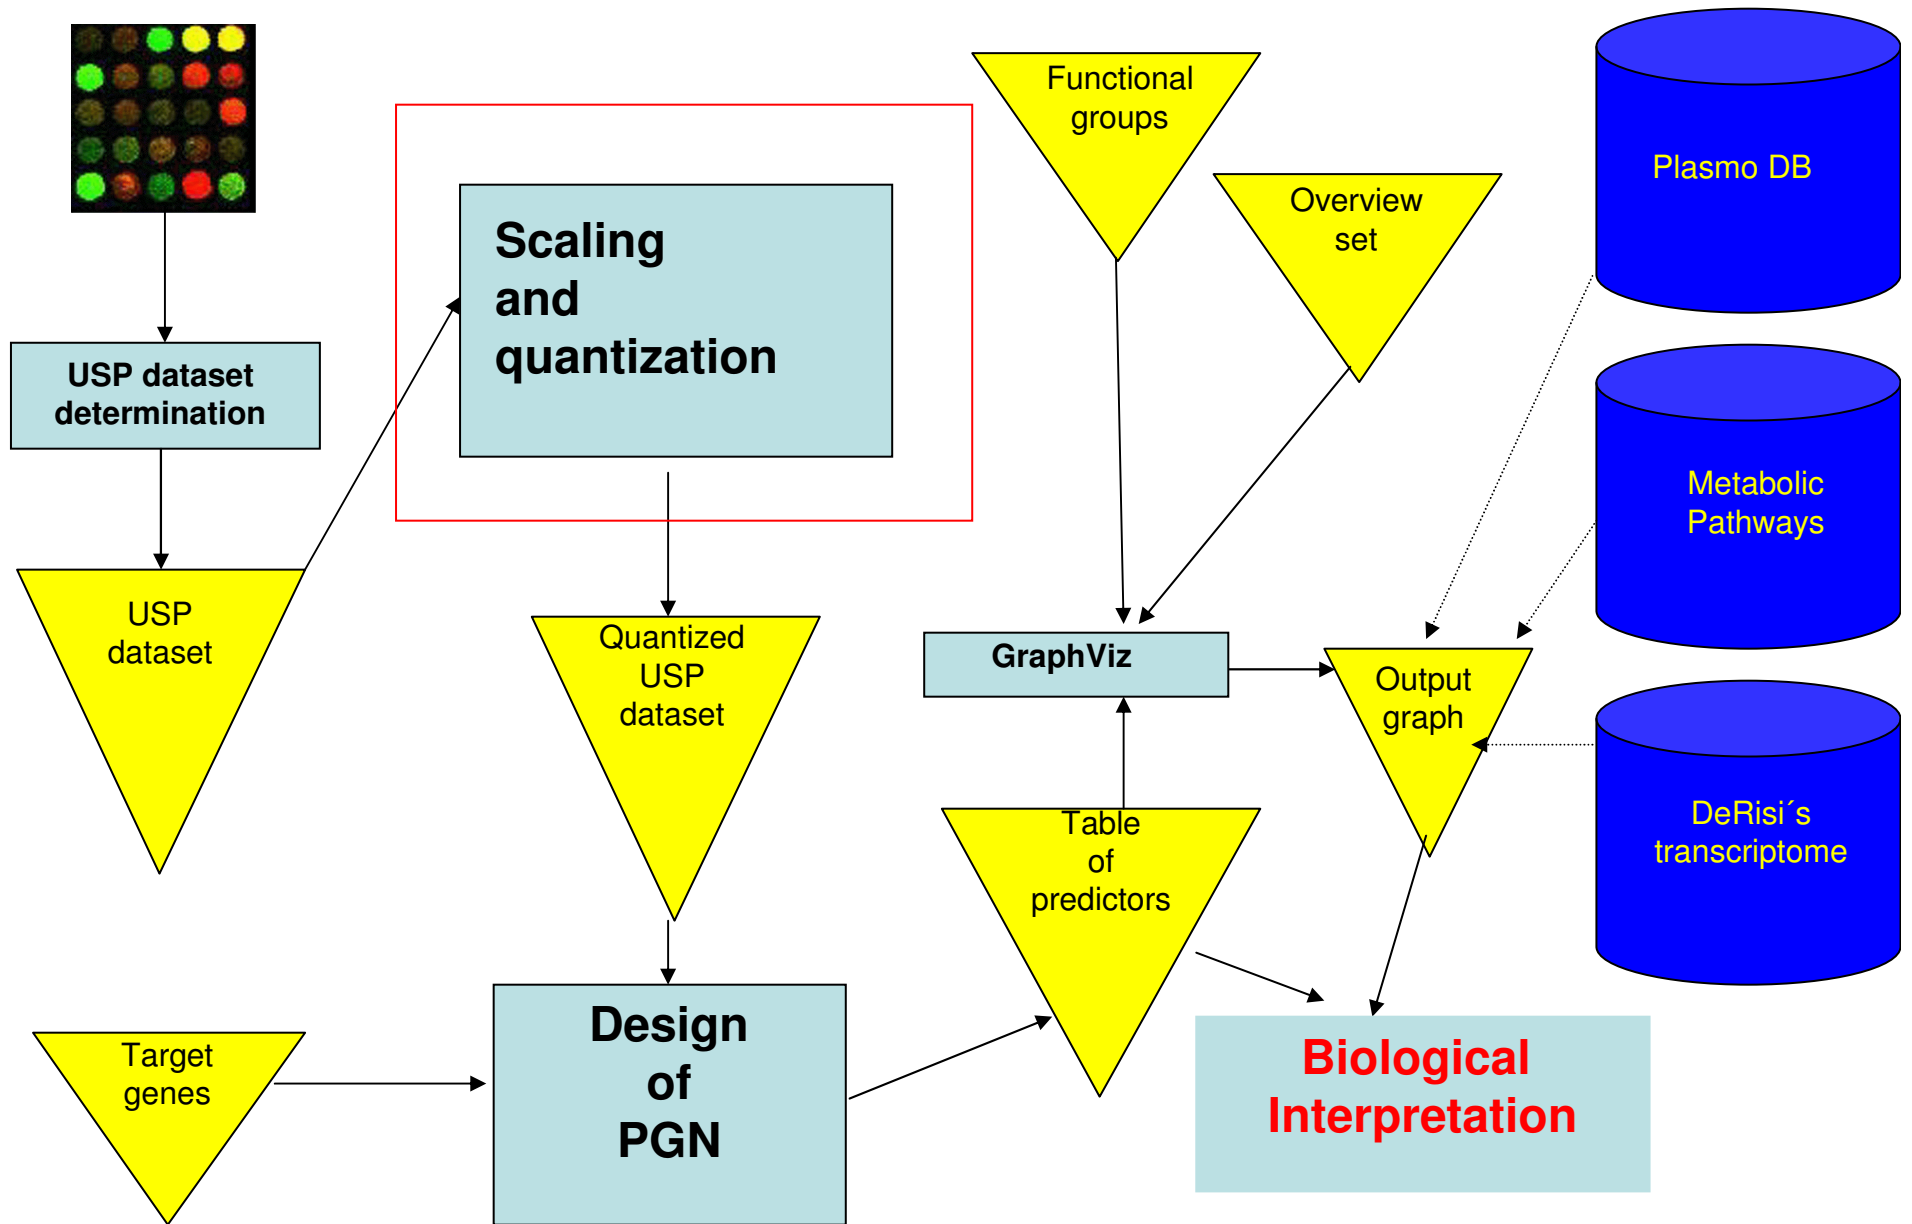 Functional
groups
Plasmo DB
Overview
set
Scaling
and
quantization
USP dataset
determination
Metabolic
Pathways
USP
dataset
Quantized
USP
dataset
GraphViz
Output
graph
DeRisi´s
transcriptome
Table
of
predictors
Target
genes
Design
of
PGN
Biological
Interpretation